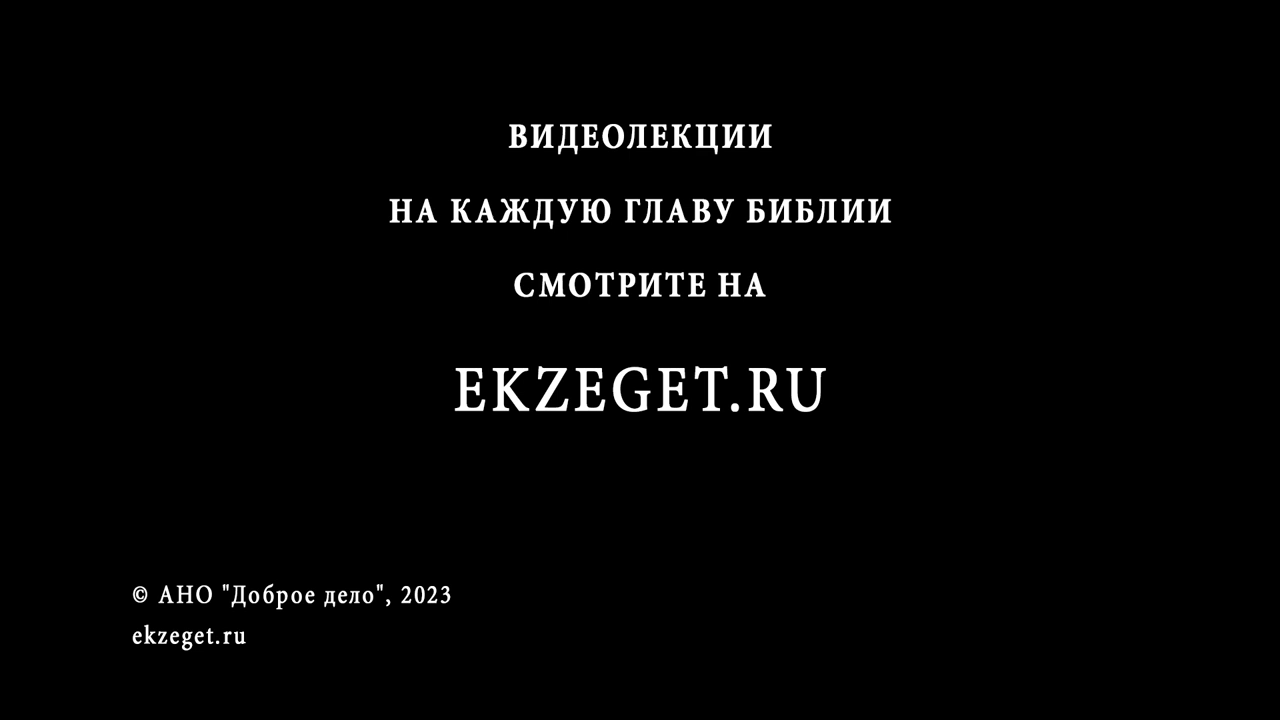 ВИДЕОЛЕКЦИИ
НА КАЖДУЮ ГЛАВУ БИБЛИИ
СМОТРИТЕ НА
EKZEGET.RU
© АНО "Доброе дело", 2023
ekzeget.ru